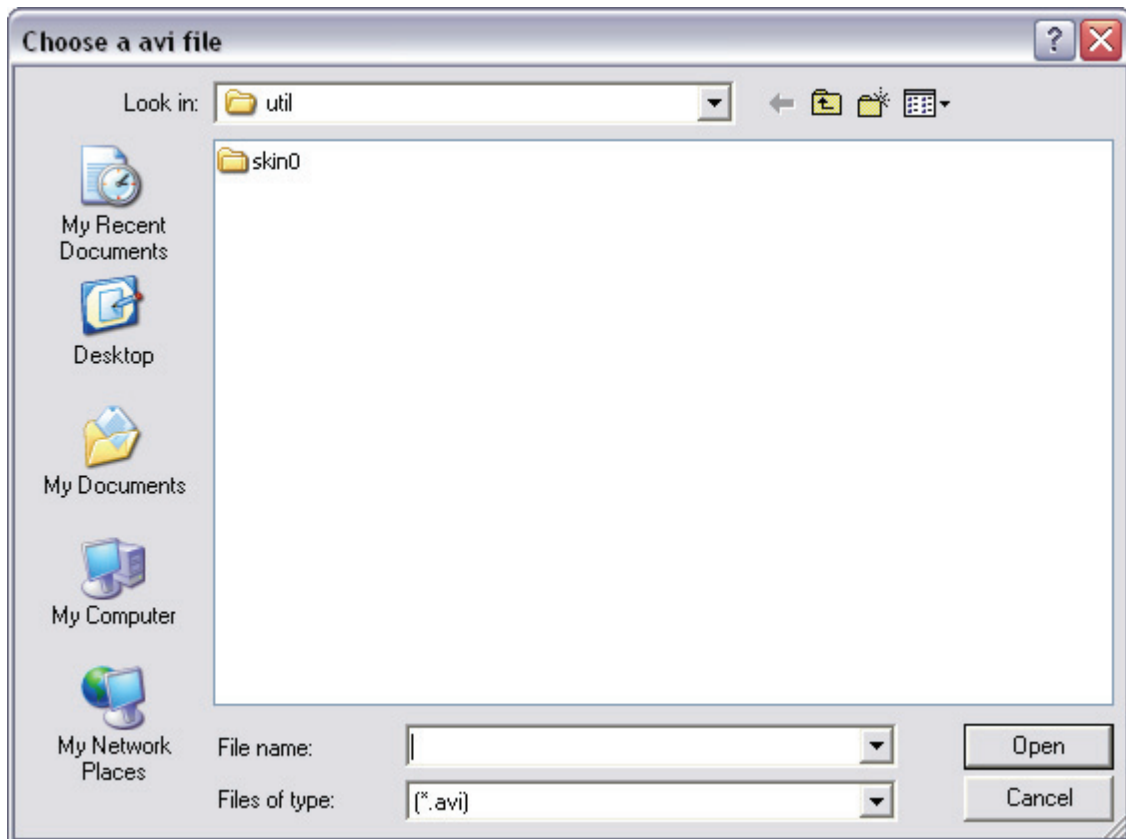 Choose a avi file
Look in:
util
skin0
My Recent
Documents
Desktop
My Documents
My Computer
My Network
Places
File name:
Open
Files of type:
(*.avi)
Cancel